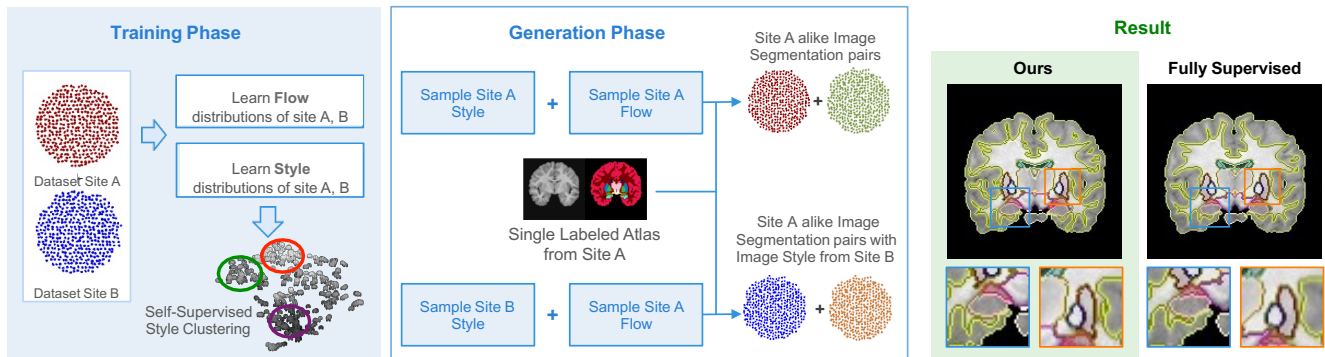 Training Phase
Dataset Site A
Dataset Site B
Learn Flow
distributions of site A, B
Learn Style
distributions of site A, B
Self-Supervised
Style Clustering
Generation Phase
Sample Site A
Style
+
Sample Site A
Flow
Site A alike Image
Segmentation pairs
+
Single Labeled Atlas
from Site A
Site A alike Image
Segmentation pairs with
Image Style from Site B
Sample Site B
Style
+
Sample Site A
Flow
+
Result
Ours
Fully Supervised